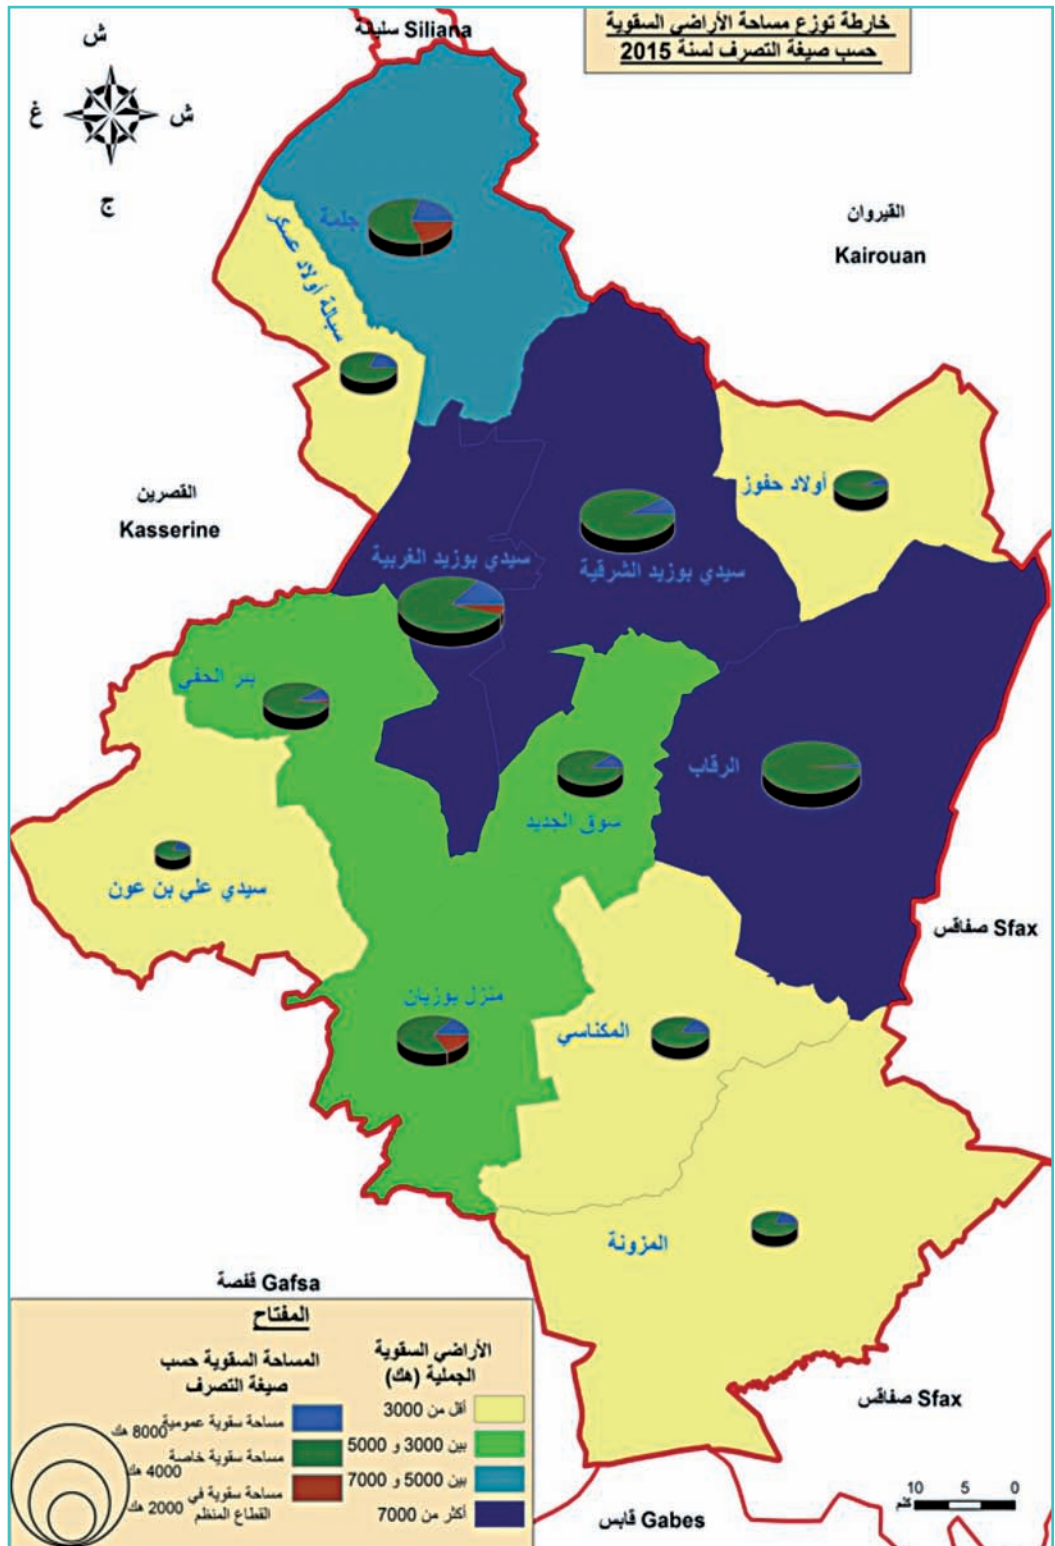 خارطة توزع مساحة الأراضي السقوية
حسب صيغة التصرف لسنة 2015
سليانة Siliana
ش
غ
ش
ج
القيروان
Kairouan
جلمة
سبالة أولاد عسكر
القصرين
Kasserine
أولاد حفوز
سيدي بوزيد الغربية
سيدي بوزيد الشرقية
بئر الحفي
الرقاب
سوق الجديد
سيدي علي بن عون
صفاقس Sfax
منزل بوزيان
المكناسي
المزونة
قفصة Gafsa
صفاقس Sfax
قابس Gabes
المفتاح
الأراضي السقوية
الجملية (هك)
أقل من 3000
بين 3000 و 5000
بين 5000 و 7000
أكثر من 7000
المساحة السقوية حسب
صيغة التصرف
مساحة سقوية عمومية
مساحة سقوية خاصة
مساحة سقوية في
القطاع المنظم
8000 هك
4000 هك
2000 هك
10 5 0
كلم